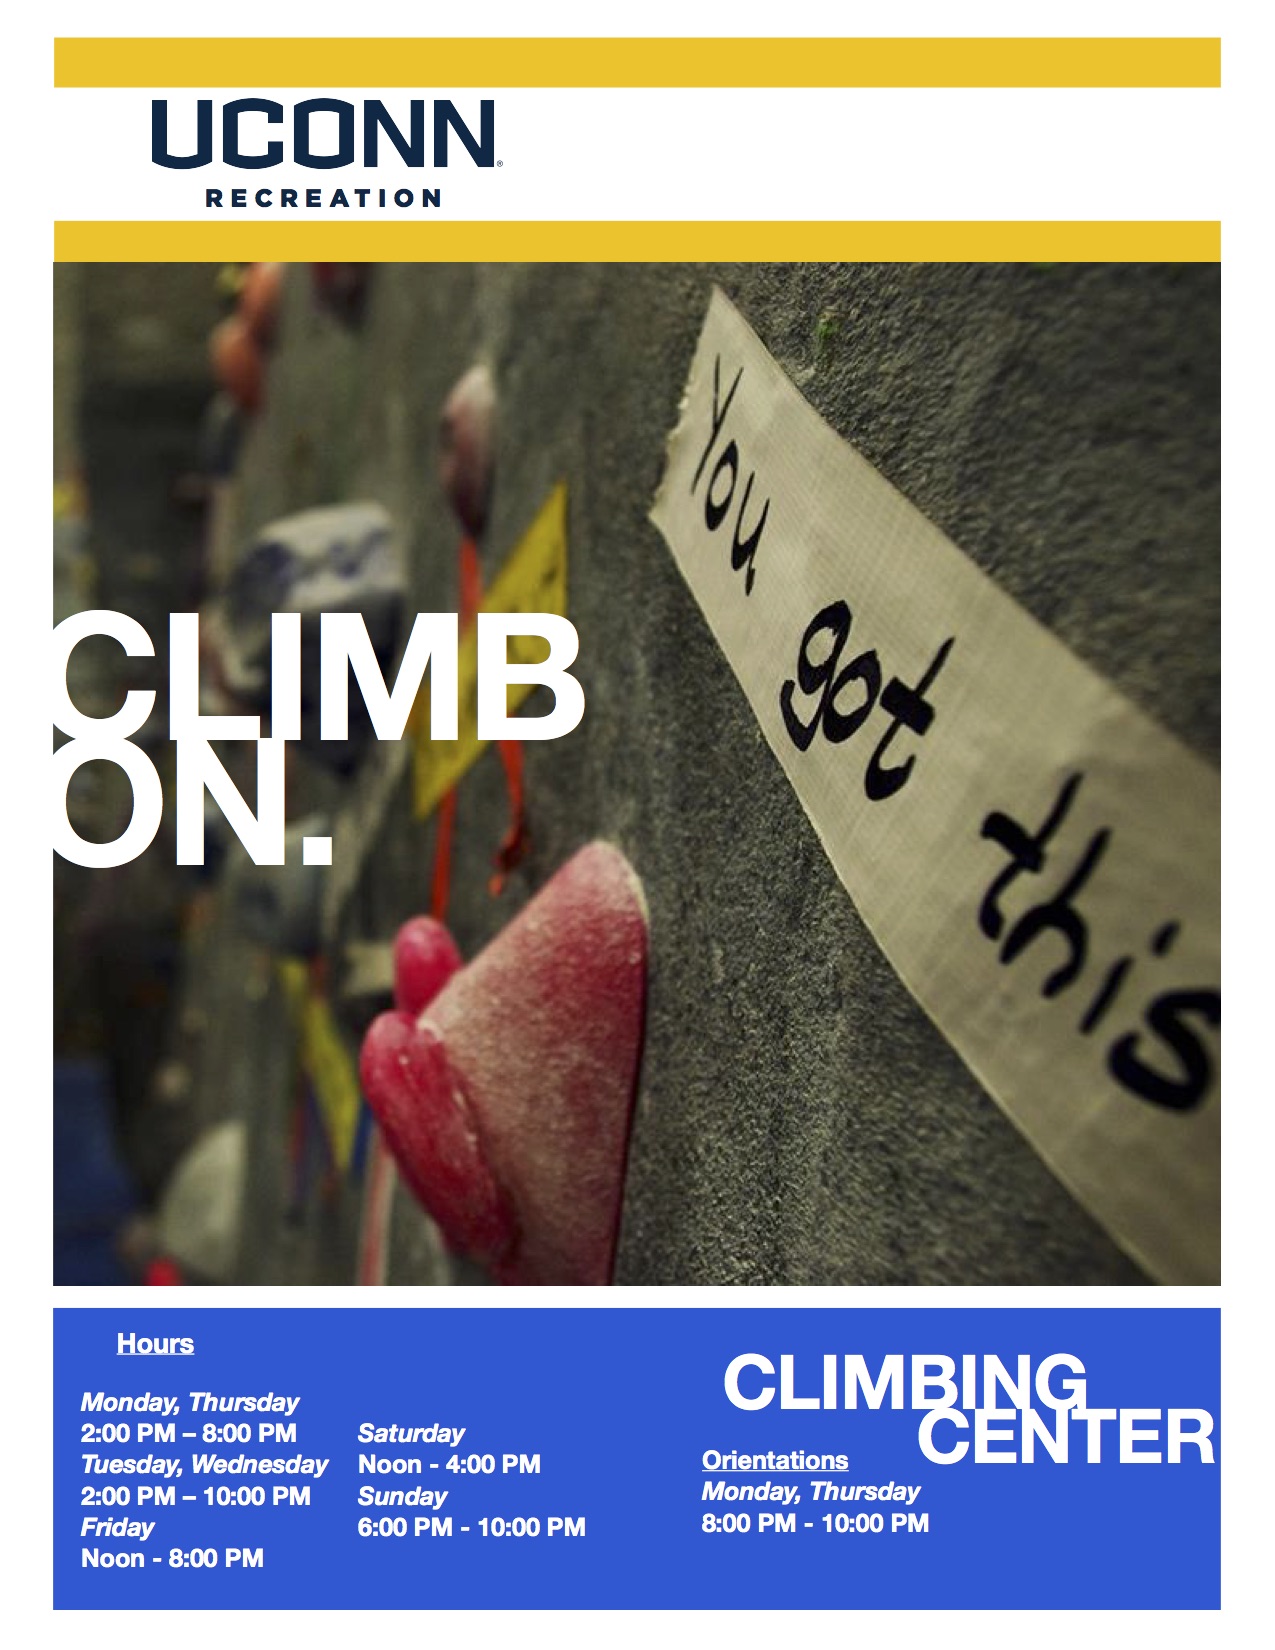 UCONN®
RECREATION
You got this
CLIMB
ON.
Hours
Monday, Thursday
2:00 PM – 8:00 PM
Tuesday, Wednesday
2:00 PM – 10:00 PM
Friday
Noon - 8:00 PM
Saturday
Noon - 4:00 PM
Sunday
6:00 PM - 10:00 PM
CLIMBING
CENTER
Orientations
Monday, Thursday
8:00 PM - 10:00 PM